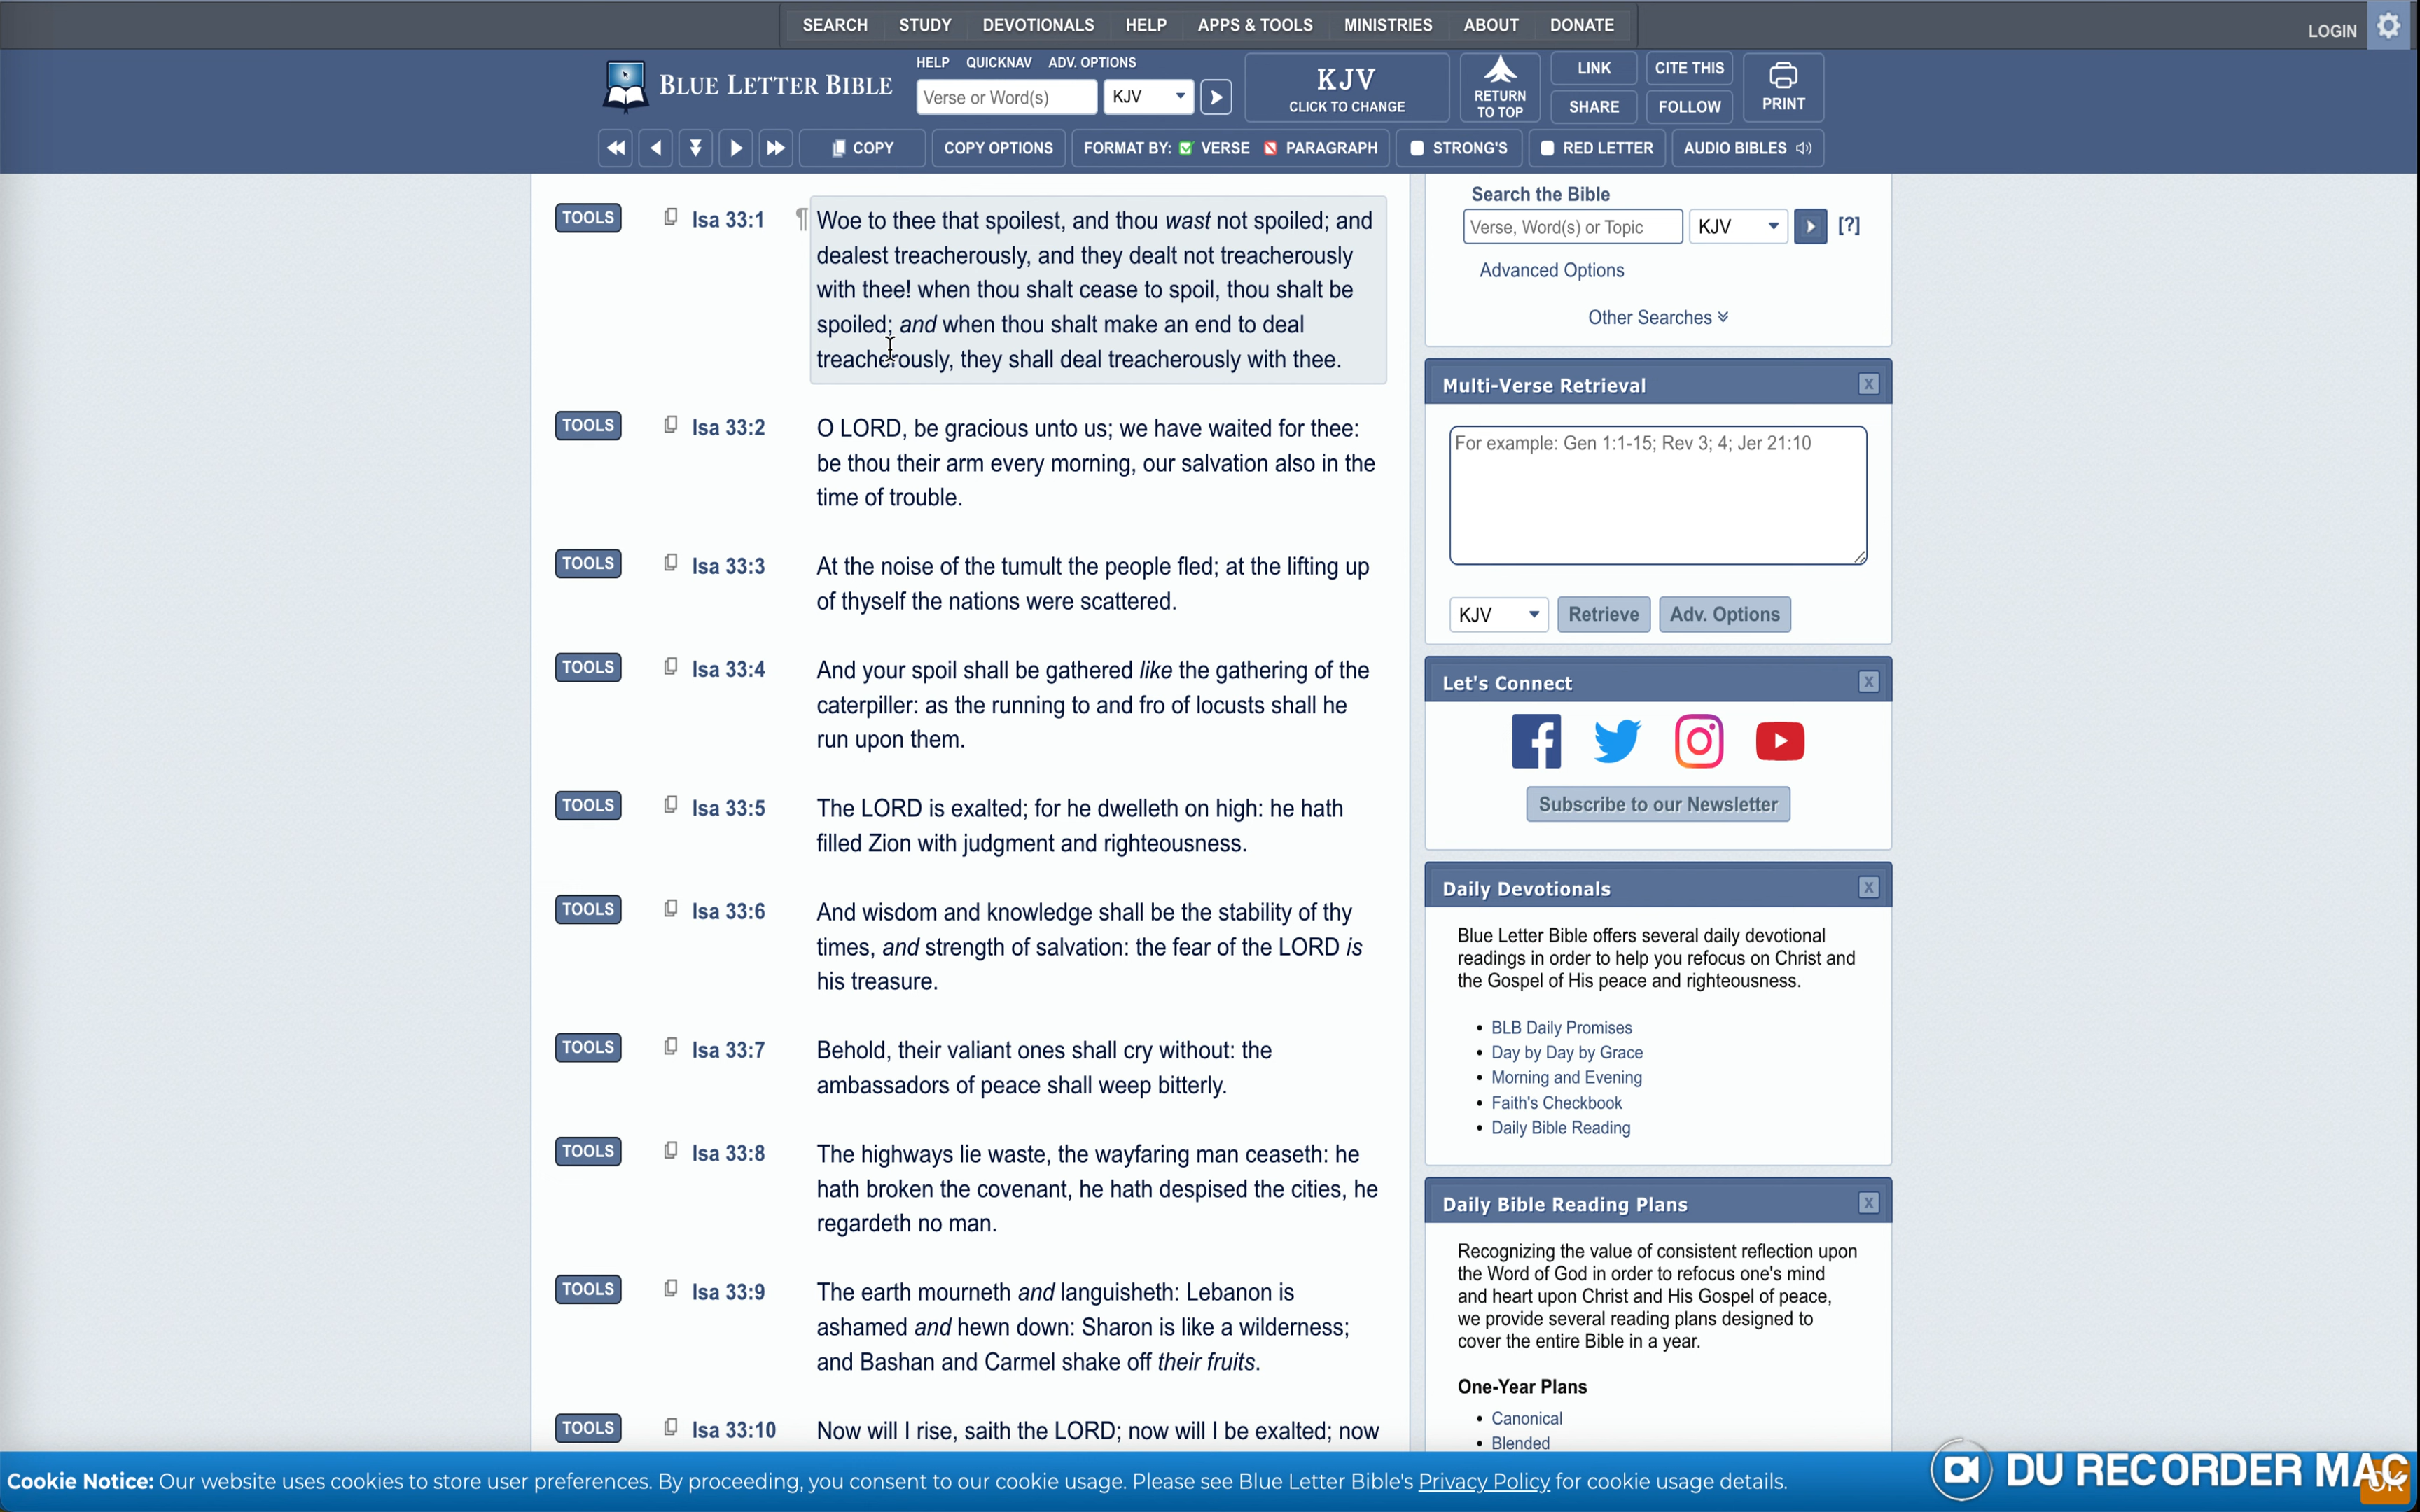 SEARCH STUDY DEVOTIONALS HELP APPS & TOOLS MINISTRIES ABOUT DONATE
LOGIN
BLUE LETTER BIBLE
HELP QUICKNAV ADV. OPTIONS
Verse or Word(s) KJV
KJV
CLICK TO CHANGE
RETURN
TO TOP
LINK CITE THIS
SHARE FOLLOW
PRINT
COPY COPY OPTIONS FORMAT BY: VERSE PARAGRAPH STRONG'S RED LETTER AUDIO BIBLES
TOOLS Isa 33:1 ¶ Woe to thee that spoilest, and thou wast not spoiled; and
dealest treacherously, and they dealt not treacherously
with thee! when thou shalt cease to spoil, thou shalt be
spoiled; and when thou shalt make an end to deal
treacherously, they shall deal treacherously with thee.
TOOLS Isa 33:2 O LORD, be gracious unto us; we have waited for thee:
be thou their arm every morning, our salvation also in the
time of trouble.
TOOLS Isa 33:3 At the noise of the tumult the people fled; at the lifting up
of thyself the nations were scattered.
TOOLS Isa 33:4 And your spoil shall be gathered like the gathering of the
caterpiller: as the running to and fro of locusts shall he
run upon them.
TOOLS Isa 33:5 The LORD is exalted; for he dwelleth on high: he hath
filled Zion with judgment and righteousness.
TOOLS Isa 33:6 And wisdom and knowledge shall be the stability of thy
times, and strength of salvation: the fear of the LORD is
his treasure.
TOOLS Isa 33:7 Behold, their valiant ones shall cry without: the
ambassadors of peace shall weep bitterly.
TOOLS Isa 33:8 The highways lie waste, the wayfaring man ceaseth: he
hath broken the covenant, he hath despised the cities, he
regardeth no man.
TOOLS Isa 33:9 The earth mourneth and languisheth: Lebanon is
ashamed and hewn down: Sharon is like a wilderness;
and Bashan and Carmel shake off their fruits.
TOOLS Isa 33:10 Now will I rise, saith the LORD; now will I be exalted; now
Search the Bible
Verse, Word(s) or Topic KJV [?]
Advanced Options
Other Searches
Multi-Verse Retrieval X
For example: Gen 1:1-15; Rev 3; 4; Jer 21:10
KJV Retrieve Adv. Options
Let's Connect X
Subscribe to our Newsletter
Daily Devotionals X
Blue Letter Bible offers several daily devotional
readings in order to help you refocus on Christ and
the Gospel of His peace and righteousness.
• BLB Daily Promises
• Day by Day by Grace
• Morning and Evening
• Faith's Checkbook
• Daily Bible Reading
Daily Bible Reading Plans X
Recognizing the value of consistent reflection upon
the Word of God in order to refocus one's mind
and heart upon Christ and His Gospel of peace,
we provide several reading plans designed to
cover the entire Bible in a year.
One-Year Plans
• Canonical
• Blended
Cookie Notice: Our website uses cookies to store user preferences. By proceeding, you consent to our cookie usage. Please see Blue Letter Bible's Privacy Policy for cookie usage details.
DU RECORDER MAC
OK